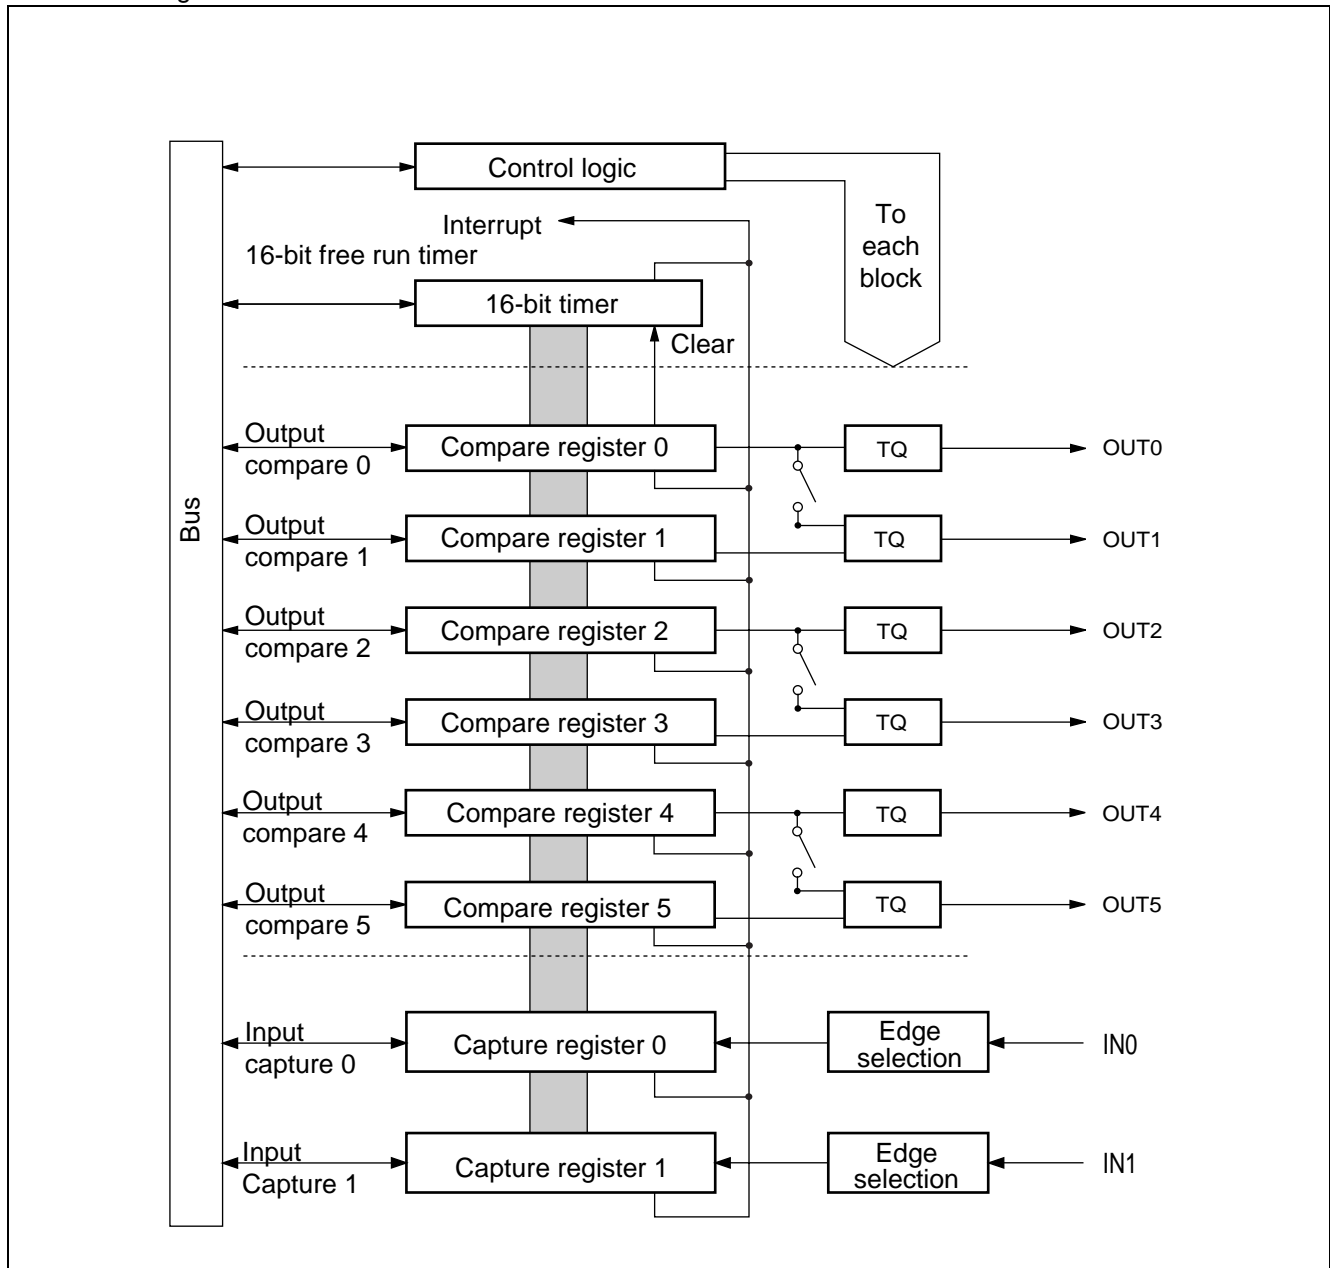 Control logic
To
each
block
Interrupt
16-bit free run timer
16-bit timer
Clear
Bus
Output
compare 0
Compare register 0
TQ
OUT0
Output
compare 1
Compare register 1
TQ
OUT1
Output
compare 2
Compare register 2
TQ
OUT2
Output
compare 3
Compare register 3
TQ
OUT3
Output
compare 4
Compare register 4
TQ
OUT4
Output
compare 5
Compare register 5
TQ
OUT5
Input
capture 0
Capture register 0
Edge
selection
IN0
Input
Capture 1
Capture register 1
Edge
selection
IN1